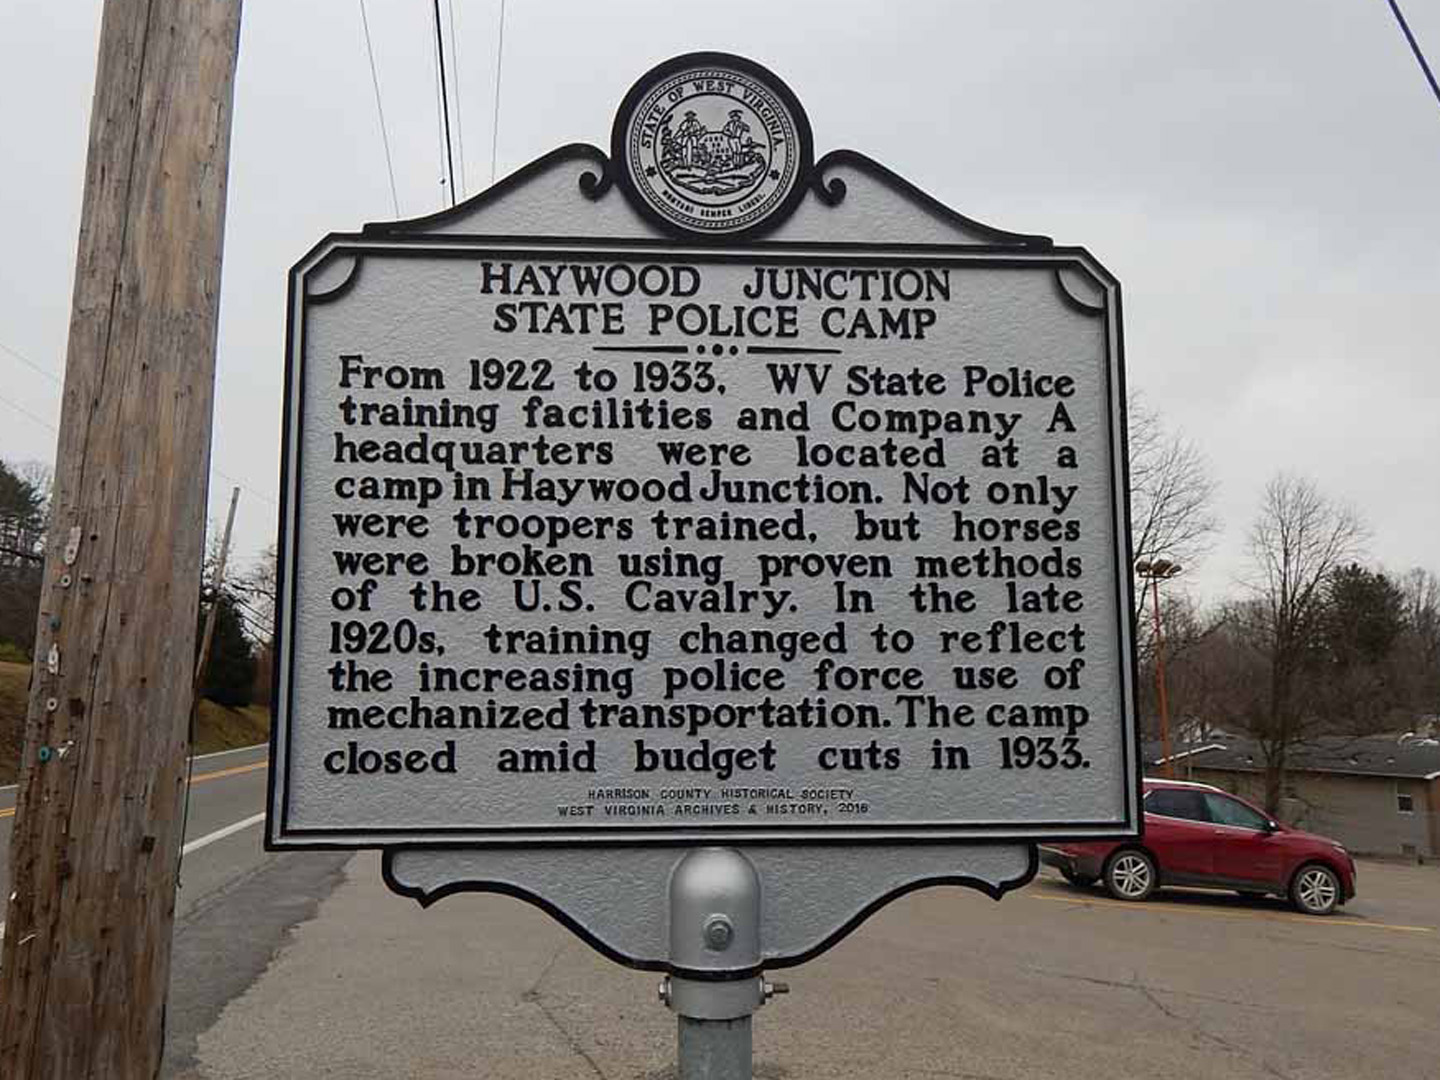 STATE OF WEST VIRGINIA.
MONTANI SEMPER LIBERI.
HAYWOOD JUNCTION
STATE POLICE CAMP
From 1922 to 1933, WV State Police
training facilities and Company A
headquarters were located at a
camp in Haywood Junction. Not only
were troopers trained, but horses
were broken using proven methods
of the U.S. Cavalry. In the late
1920s, training changed to reflect
the increasing police force use of
mechanized transportation. The camp
closed amid budget cuts in 1933.
HARRISON COUNTY HISTORICAL SOCIETY
WEST VIRGINIA ARCHIVES & HISTORY, 2016